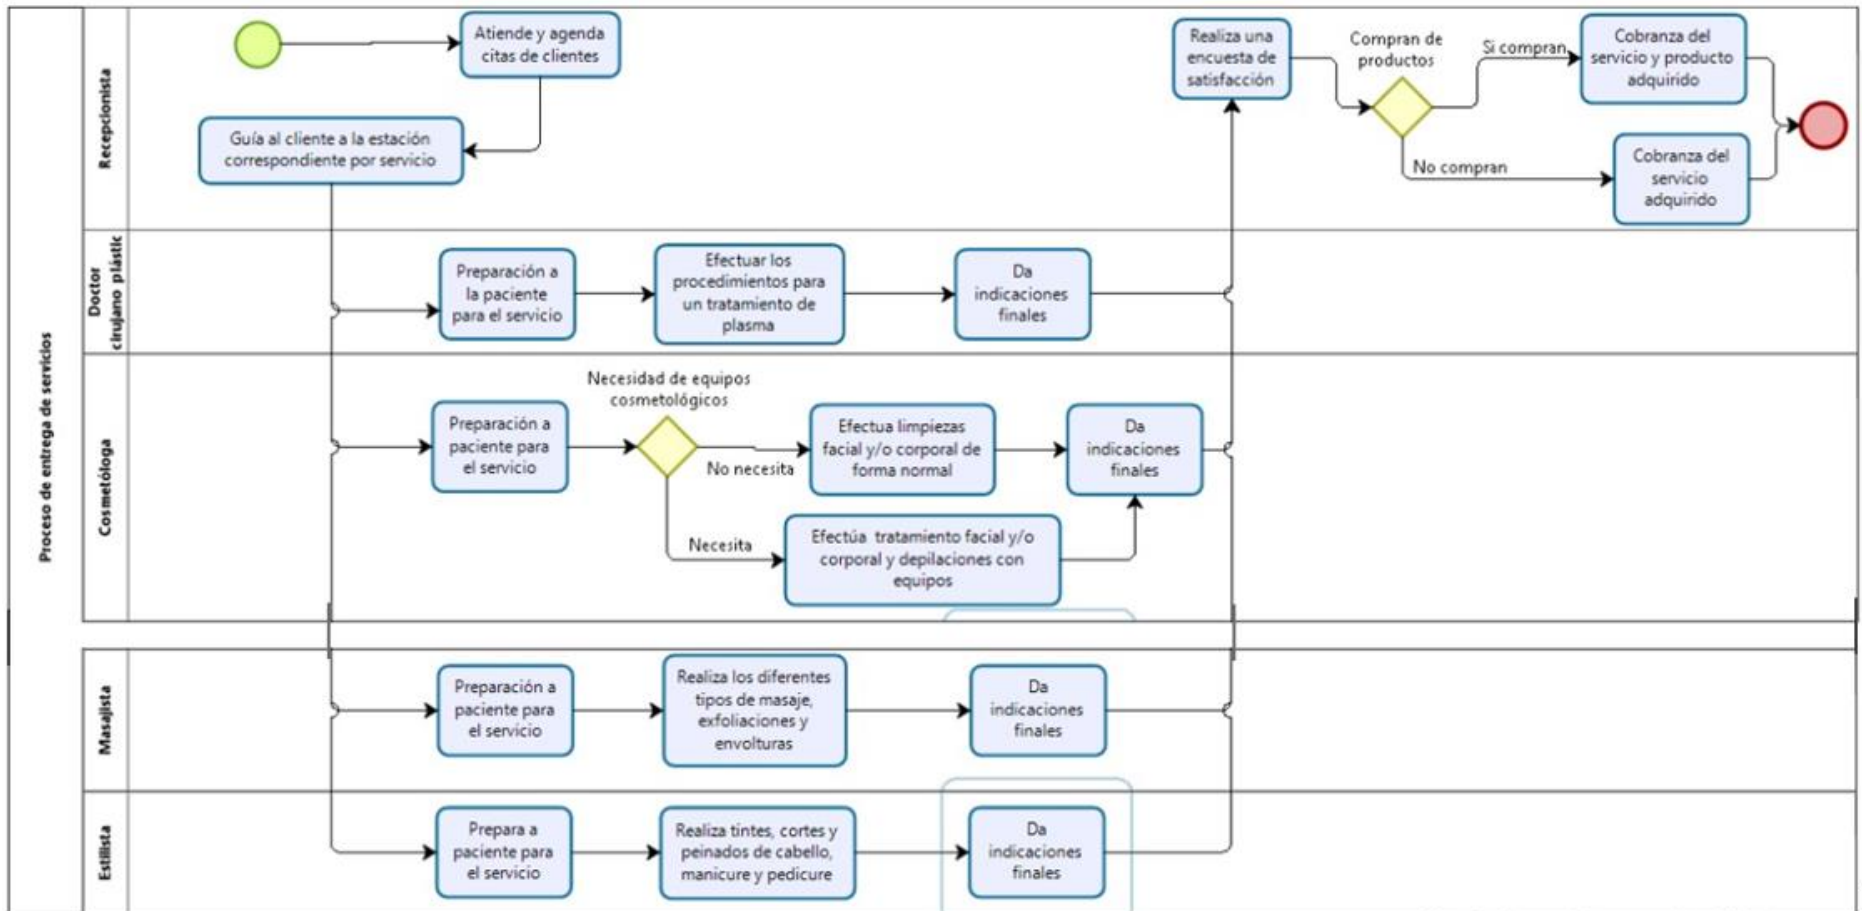 Proceso de entrega de servicios
Recepcionista
Atiende y agenda
citas de clientes
Guía al cliente a la estación
correspondiente por servicio
Realiza una
encuesta de
satisfacción
Compran de
productos
Si compran
Cobranza del
servicio y producto
adquirido
No compran
Cobranza del
servicio
adquirido
Doctor
cirujano plástic
Preparación a
la paciente
para el servicio
Efectuar los
procedimientos para
un tratamiento de
plasma
Da
indicaciones
finales
Cosmetóloga
Preparación a
paciente para
el servicio
Necesidad de equipos
cosmetológicos
No necesita
Efectua limpiezas
facial y/o corporal de
forma normal
Da
indicaciones
finales
Necesita
Efectúa tratamiento facial y/o
corporal y depilaciones con
equipos
Masajista
Preparación a
paciente para
el servicio
Realiza los diferentes
tipos de masaje,
exfoliaciones y
envolturas
Da
indicaciones
finales
Estilista
Prepara a
paciente para
el servicio
Realiza tintes, cortes y
peinados de cabello,
manicure y pedicure
Da
indicaciones
finales